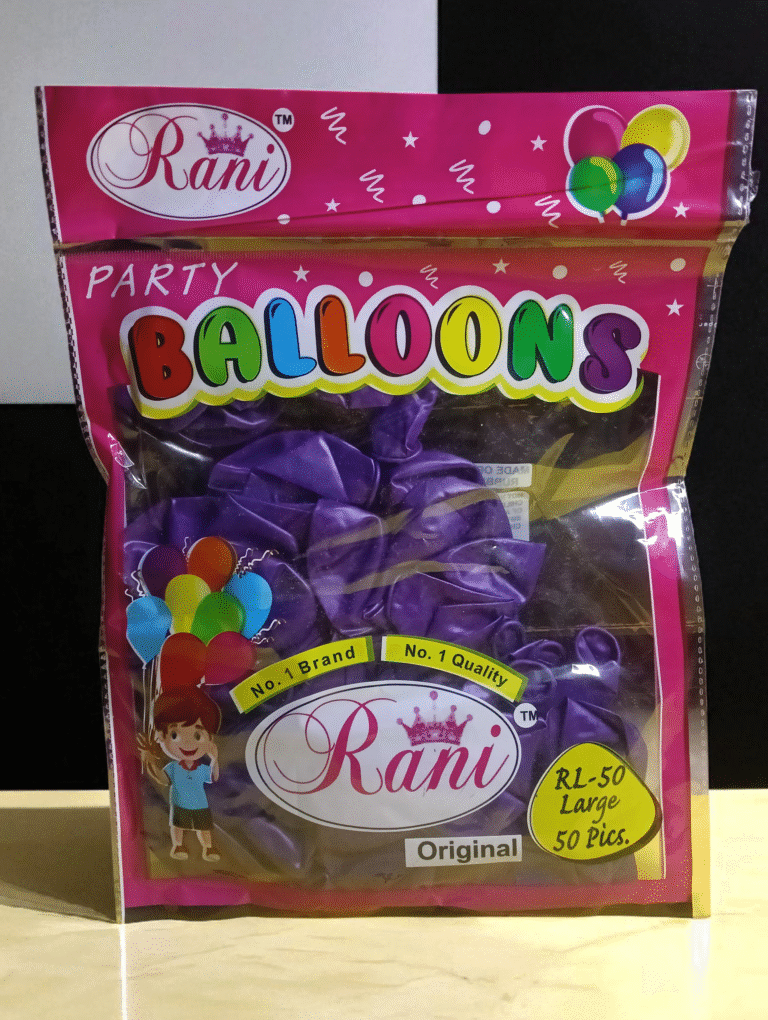 Rani TM
PARTY
BALLOONS
No. 1 Brand No. 1 Quality
Rani TM
RL-50
Large
50 Pics.
Original